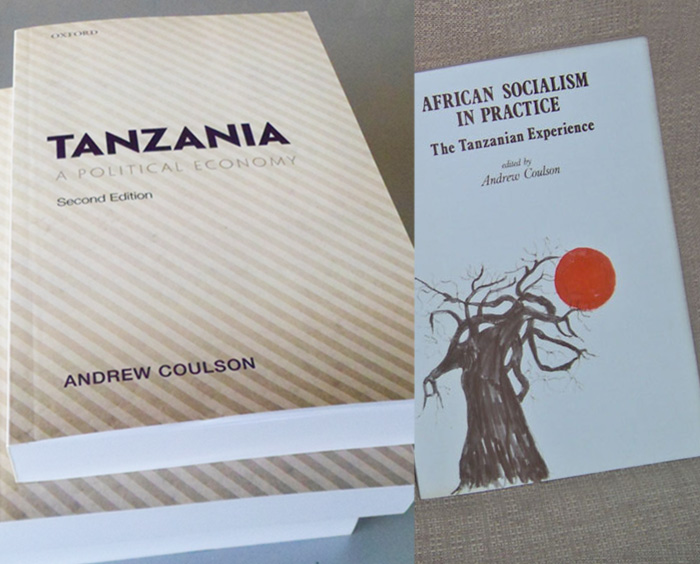 OXFORD
TANZANIA
A POLITICAL ECONOMY
Second Edition
ANDREW COULSON
AFRICAN SOCIALISM
IN PRACTICE
The Tanzanian Experience
edited by
Andrew Coulson